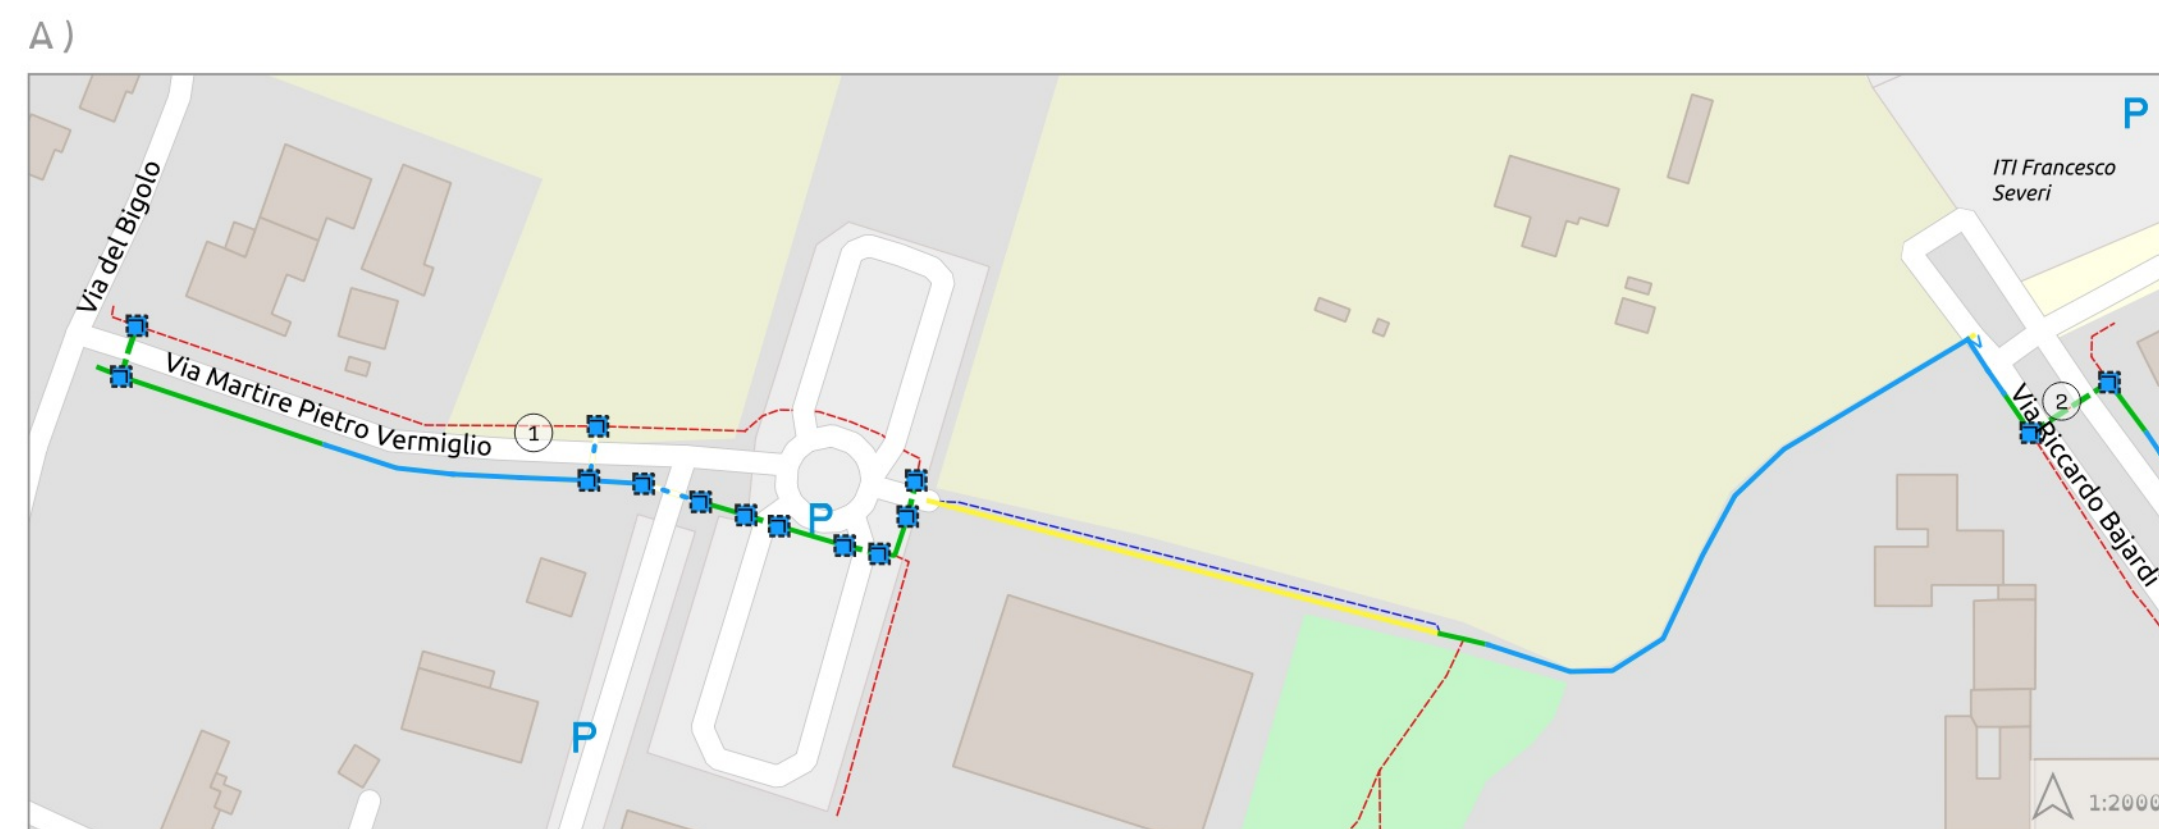 A)
P
ITI Francesco
Severi
Via del Bigolo
Via Martire Pietro Vermiglio
1
2
P
Via Riccardo Bajardi
P
1:2000